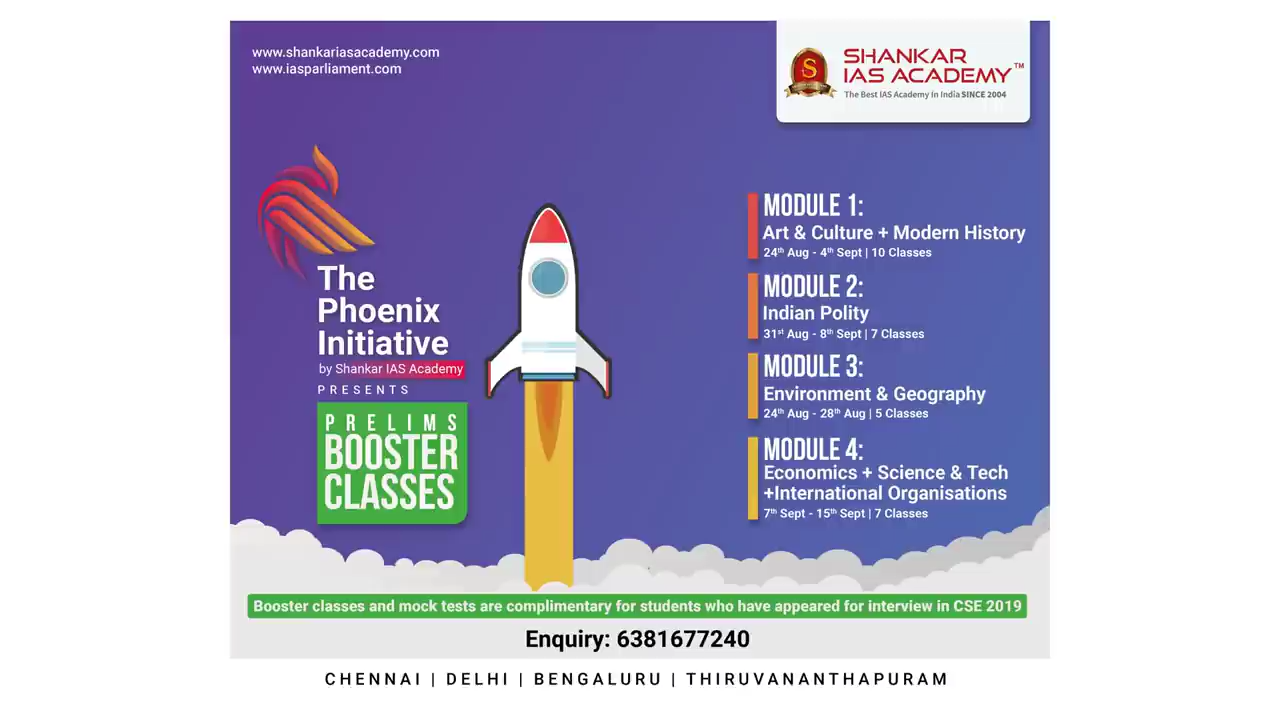 www.shankariasacademy.com
www.iasparliament.com
S
SHANKAR
IAS ACADEMY™
The Best IAS Academy In India SINCE 2004
The
Phoenix
Initiative
by Shankar IAS Academy
PRESENTS
PRELIMS
BOOSTER
CLASSES
MODULE 1:
Art & Culture + Modern History
24th Aug - 4th Sept | 10 Classes
MODULE 2:
Indian Polity
31st Aug - 8th Sept | 7 Classes
MODULE 3:
Environment & Geography
24th Aug - 28th Aug | 5 Classes
MODULE 4:
Economics + Science & Tech
+International Organisations
7th Sept - 15th Sept | 7 Classes
Booster classes and mock tests are complimentary for students who have appeared for interview in CSE 2019
Enquiry: 6381677240
CHENNAI | DELHI | BENGALURU | THIRUVANANTHAPURAM